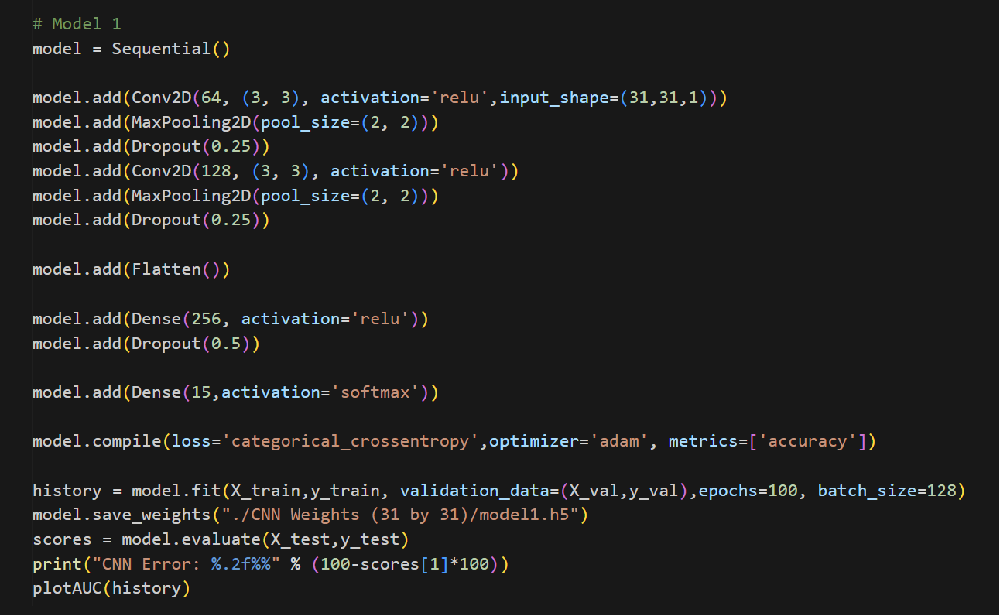 # Model 1
model = Sequential()
model.add(Conv2D(64, (3, 3), activation='relu',input_shape=(31,31,1)))
model.add(MaxPooling2D(pool_size=(2, 2)))
model.add(Dropout(0.25))
model.add(Conv2D(128, (3, 3), activation='relu'))
model.add(MaxPooling2D(pool_size=(2, 2)))
model.add(Dropout(0.25))
model.add(Flatten())
model.add(Dense(256, activation='relu'))
model.add(Dropout(0.5))
model.add(Dense(15,activation='softmax'))
model.compile(loss='categorical_crossentropy',optimizer='adam', metrics=['accuracy'])
history = model.fit(X_train,y_train, validation_data=(X_val,y_val),epochs=100, batch_size=128)
model.save_weights("./CNN Weights (31 by 31)/model1.h5")
scores = model.evaluate(X_test,y_test)
print("CNN Error: %.2f%%" % (100-scores[1]*100))
plotAUC(history)